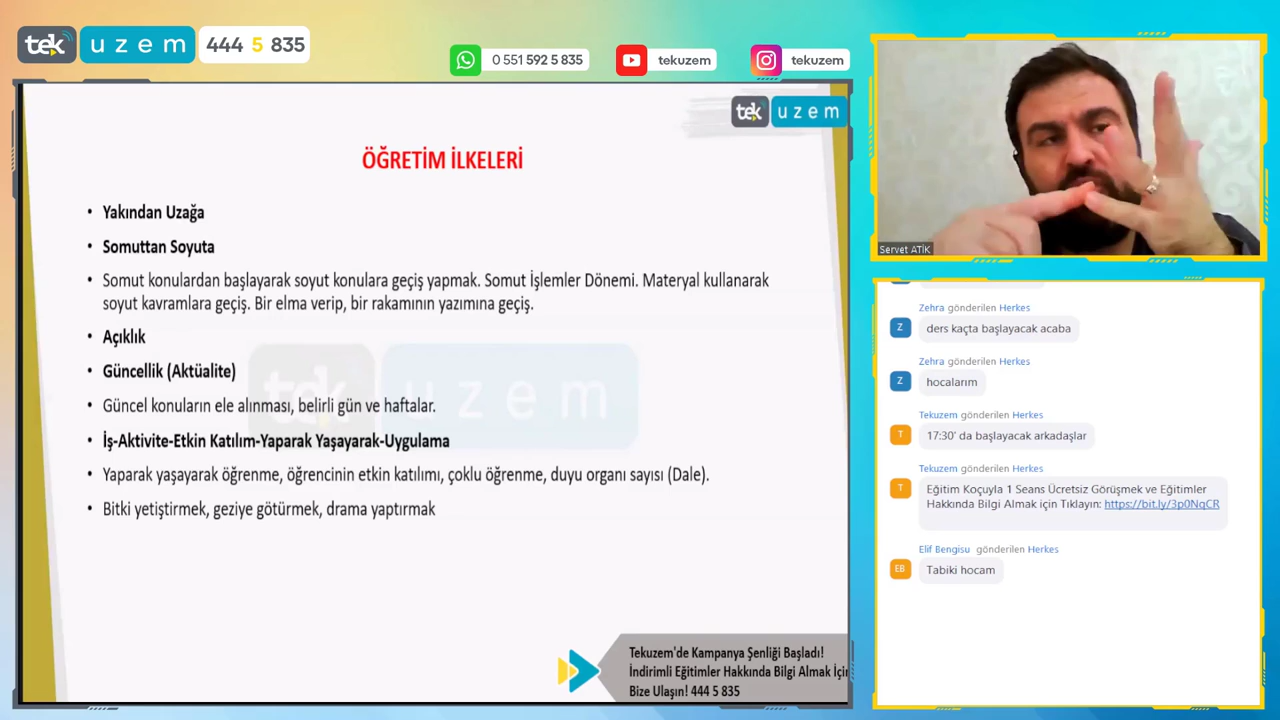 tek uzem 444 5 835
0 551 592 5 835
tekuzem
tekuzem
tek uzem
ÖĞRETİM İLKELERİ
• Yakından Uzağa
• Somuttan Soyuta
• Somut konulardan başlayarak soyut konulara geçiş yapmak. Somut İşlemler Dönemi. Materyal kullanarak
soyut kavramlara geçiş. Bir elma verip, bir rakamının yazımına geçiş.
• Açıklık
• Güncellik (Aktüalite)
• Güncel konuların ele alınması, belirli gün ve haftalar.
• İş-Aktivite-Etkin Katılım-Yaparak Yaşayarak-Uygulama
• Yaparak yaşayarak öğrenme, öğrencinin etkin katılımı, çoklu öğrenme, duyu organı sayısı (Dale).
• Bitki yetiştirmek, geziye götürmek, drama yaptırmak
tek uzem
Tekuzem'de Kampanya Şenliği Başladı!
İndirimli Eğitimler Hakkında Bilgi Almak İçin
Bize Ulaşın! 444 5 835
Servet ATİK
Zehra gönderilen Herkes
Z
ders kaçta başlayacak acaba
Zehra gönderilen Herkes
Z
hocalarım
Tekuzem gönderilen Herkes
T
17:30' da başlayacak arkadaşlar
Tekuzem gönderilen Herkes
T
Eğitim Koçuyla 1 Seans Ücretsiz Görüşmek ve Eğitimler
Hakkında Bilgi Almak için Tıklayın: https://bit.ly/3p0NqCR
Elif Bengisu gönderilen Herkes
EB
Tabiki hocam